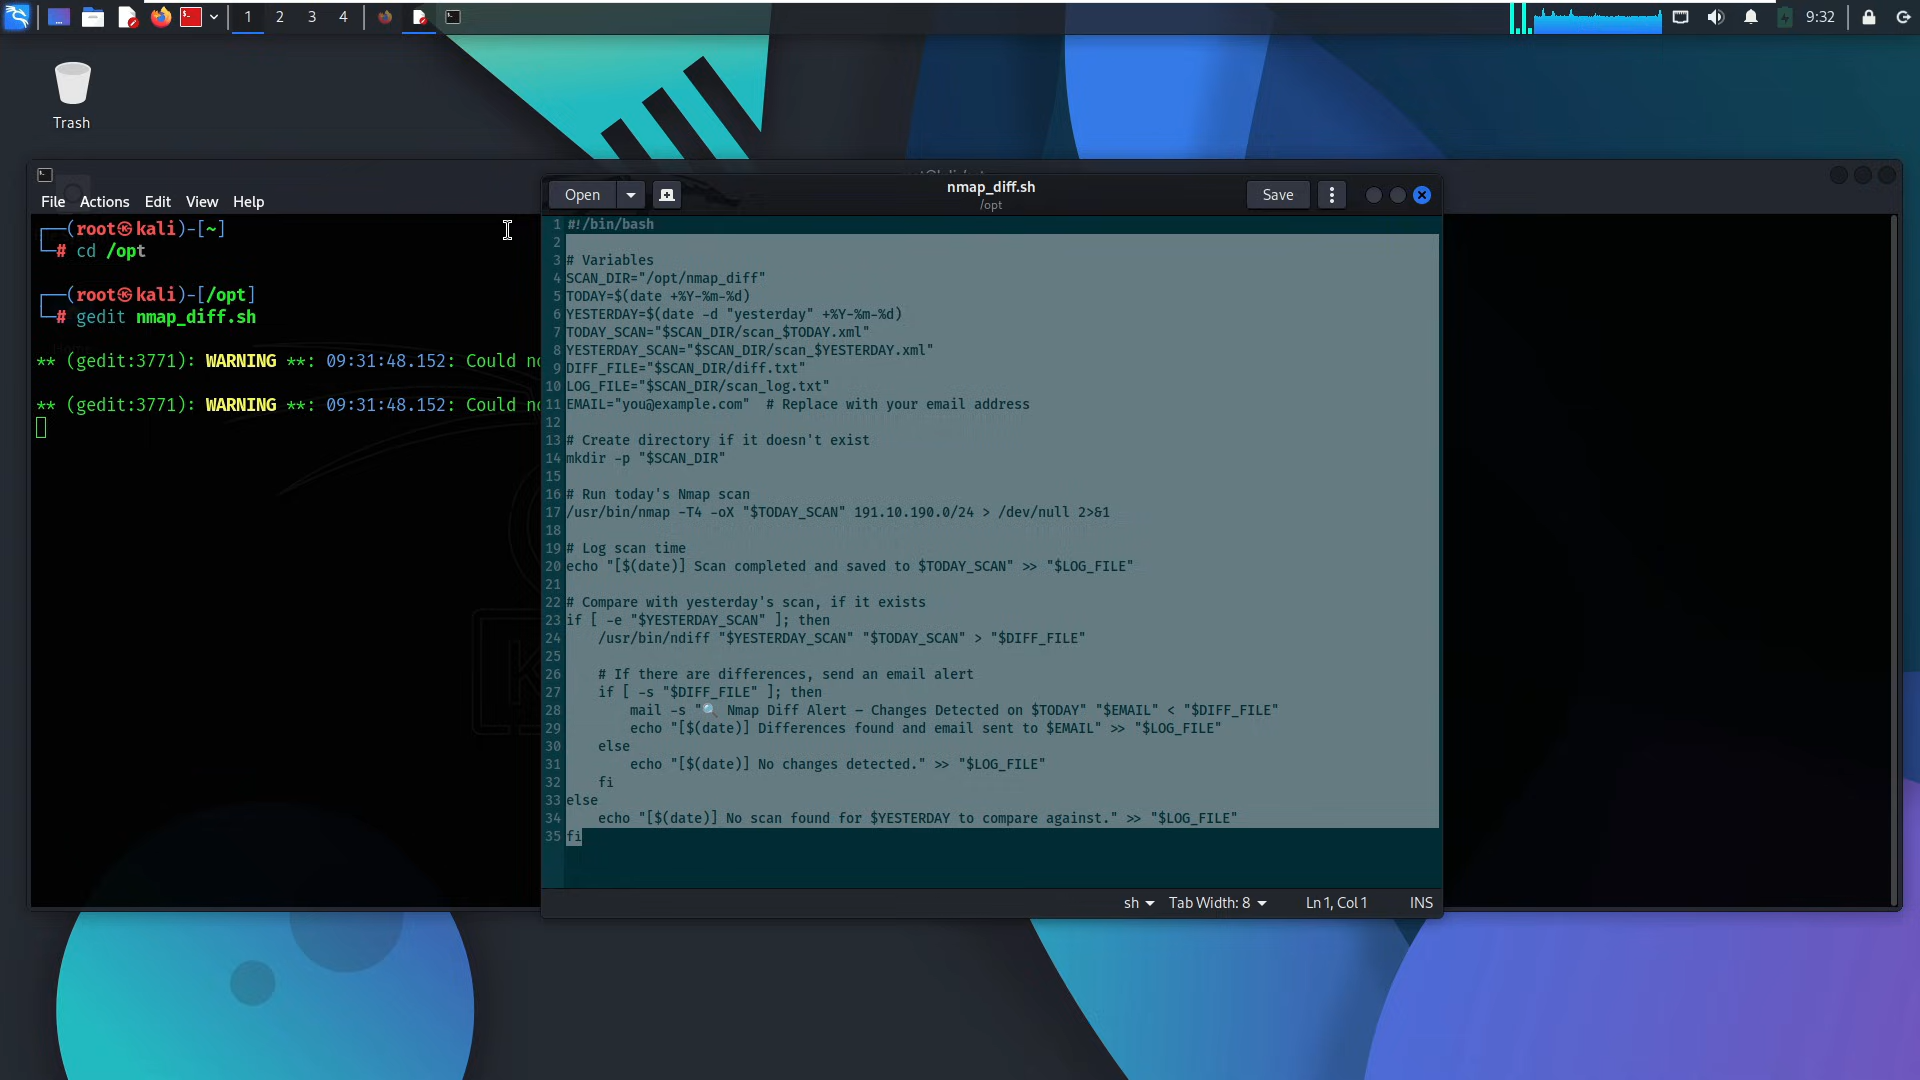 1 2 3 4
9:32
Trash
File Actions Edit View Help
┌──(root㉿kali)-[~]
└─# cd /opt
┌──(root㉿kali)-[/opt]
└─# gedit nmap_diff.sh
** (gedit:3771): WARNING **: 09:31:48.152: Could
** (gedit:3771): WARNING **: 09:31:48.152: Could
Open
nmap_diff.sh
/opt
Save
1 #!/bin/bash
2
3 # Variables
4 SCAN_DIR="/opt/nmap_diff"
5 TODAY=$(date +%Y-%m-%d)
6 YESTERDAY=$(date -d "yesterday" +%Y-%m-%d)
7 TODAY_SCAN="$SCAN_DIR/scan_$TODAY.xml"
8 YESTERDAY_SCAN="$SCAN_DIR/scan_$YESTERDAY.xml"
9 DIFF_FILE="$SCAN_DIR/diff.txt"
10 LOG_FILE="$SCAN_DIR/scan_log.txt"
11 EMAIL="you@example.com"  # Replace with your email address
12
13 # Create directory if it doesn't exist
14 mkdir -p "$SCAN_DIR"
15
16 # Run today's Nmap scan
17 /usr/bin/nmap -T4 -oX "$TODAY_SCAN" 191.10.190.0/24 > /dev/null 2>&1
18
19 # Log scan time
20 echo "[$(date)] Scan completed and saved to $TODAY_SCAN" >> "$LOG_FILE"
21
22 # Compare with yesterday's scan, if it exists
23 if [ -e "$YESTERDAY_SCAN" ]; then
24     /usr/bin/ndiff "$YESTERDAY_SCAN" "$TODAY_SCAN" > "$DIFF_FILE"
25
26     # If there are differences, send an email alert
27     if [ -s "$DIFF_FILE" ]; then
28         mail -s "🔍 Nmap Diff Alert – Changes Detected on $TODAY" "$EMAIL" < "$DIFF_FILE"
29         echo "[$(date)] Differences found and email sent to $EMAIL" >> "$LOG_FILE"
30     else
31         echo "[$(date)] No changes detected." >> "$LOG_FILE"
32     fi
33 else
34     echo "[$(date)] No scan found for $YESTERDAY to compare against." >> "$LOG_FILE"
35 fi
sh Tab Width: 8 Ln 1, Col 1 INS